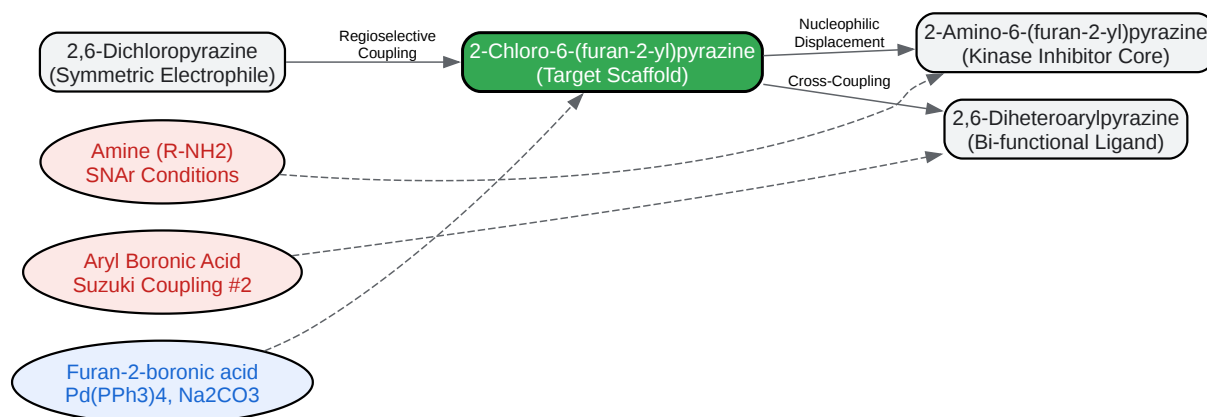 2,6-Dichloropyrazine
(Symmetric Electrophile)
Regioselective
Coupling
2-Chloro-6-(furan-2-yl)pyrazine
(Target Scaffold)
Nucleophilic
Displacement
2-Amino-6-(furan-2-yl)pyrazine
(Kinase Inhibitor Core)
Cross-Coupling
2,6-Diheteroarylpyrazine
(Bi-functional Ligand)
Amine (R-NH2)
SNAr Conditions
Aryl Boronic Acid
Suzuki Coupling #2
Furan-2-boronic acid
Pd(PPh3)4, Na2CO3